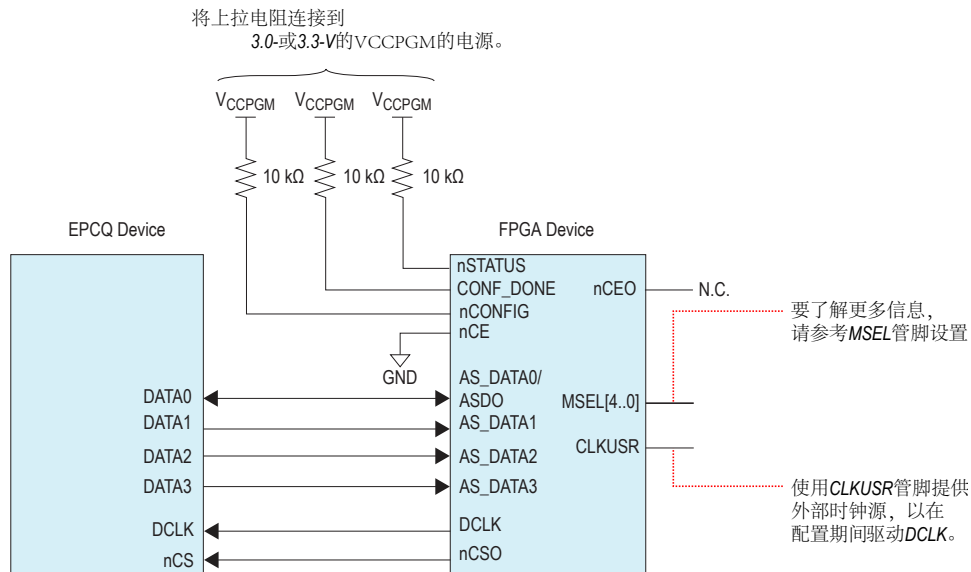 将上拉电阻连接到
3.0-或3.3-V的VCCPGM的电源。
VCCPGM VCCPGM VCCPGM
10 kΩ 10 kΩ 10 kΩ
EPCQ Device
FPGA Device
nSTATUS
CONF_DONE
nCONFIG
nCE
GND
nCEO
N.C.
要了解更多信息，
请参考MSEL管脚设置
DATA0
DATA1
DATA2
DATA3
DCLK
nCS
AS_DATA0/
ASDO
AS_DATA1
AS_DATA2
AS_DATA3
DCLK
nCSO
MSEL[4..0]
CLKUSR
使用CLKUSR管脚提供
外部时钟源，以在
配置期间驱动DCLK。